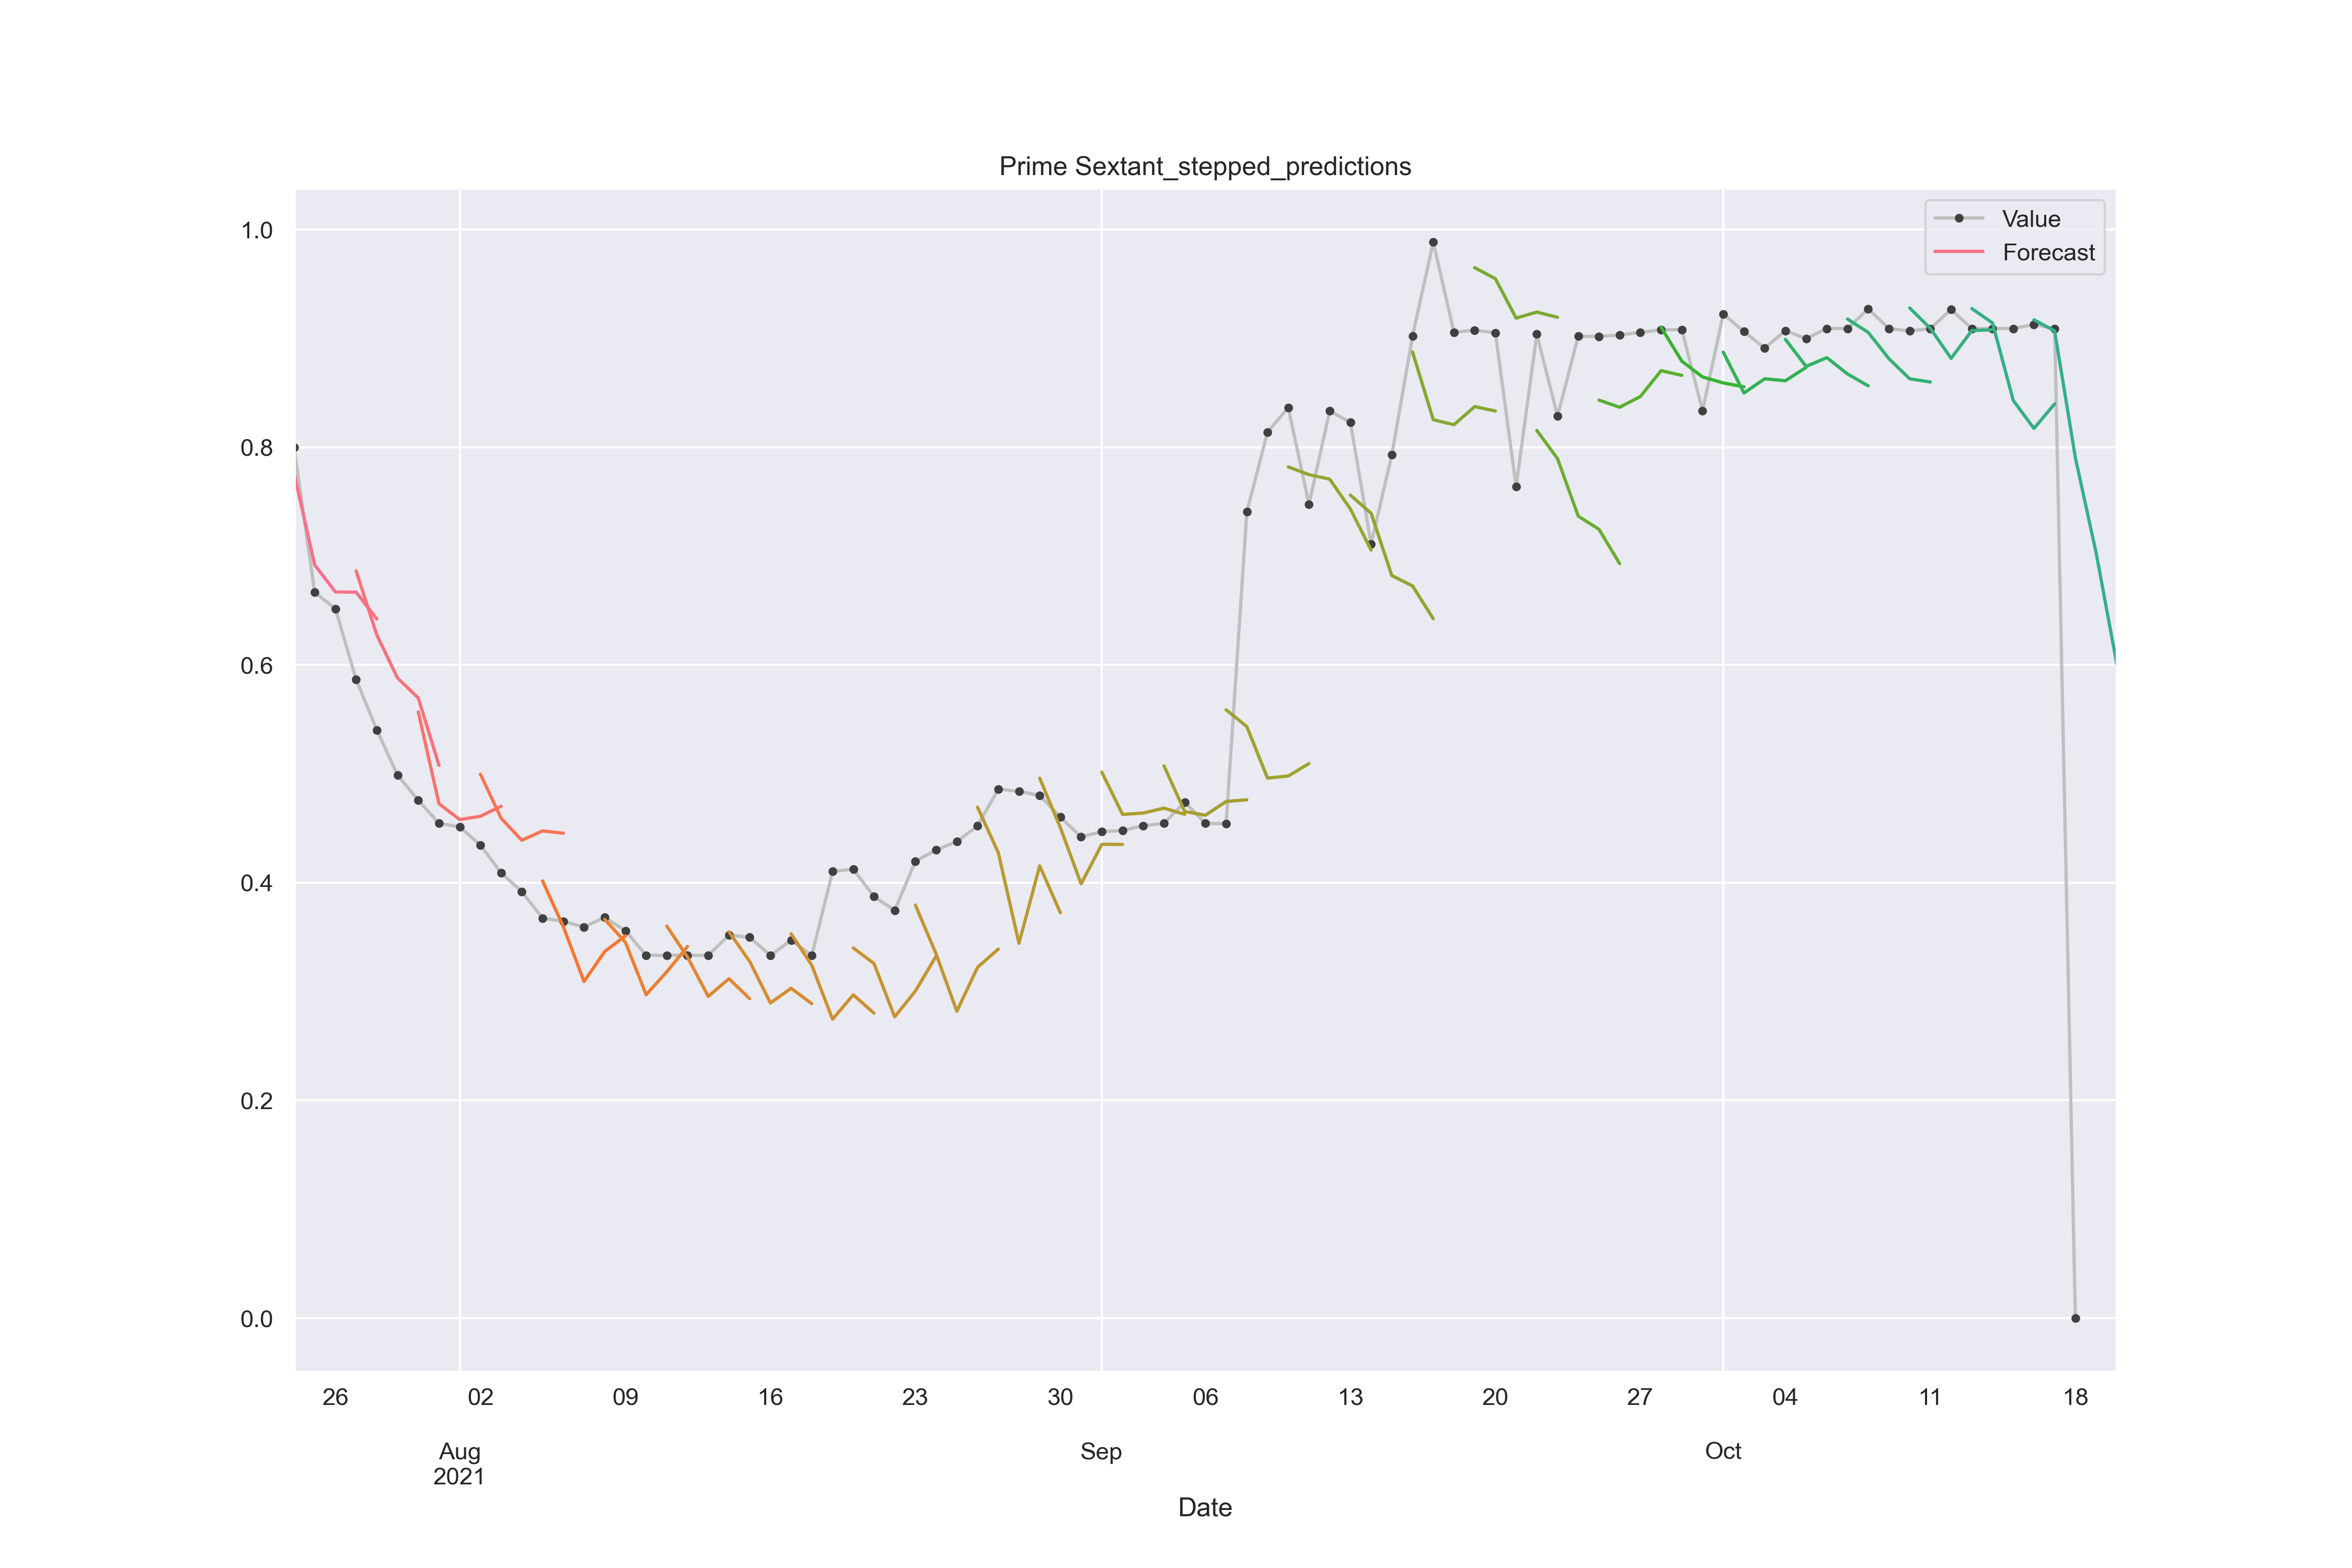 Prime Sextant_stepped_predictions
Value
Forecast
1.0
0.8
0.6
0.4
0.2
0.0
26 02 09 16 23 30 06 13 20 27 04 11 18
Aug Sep Oct
2021
Date